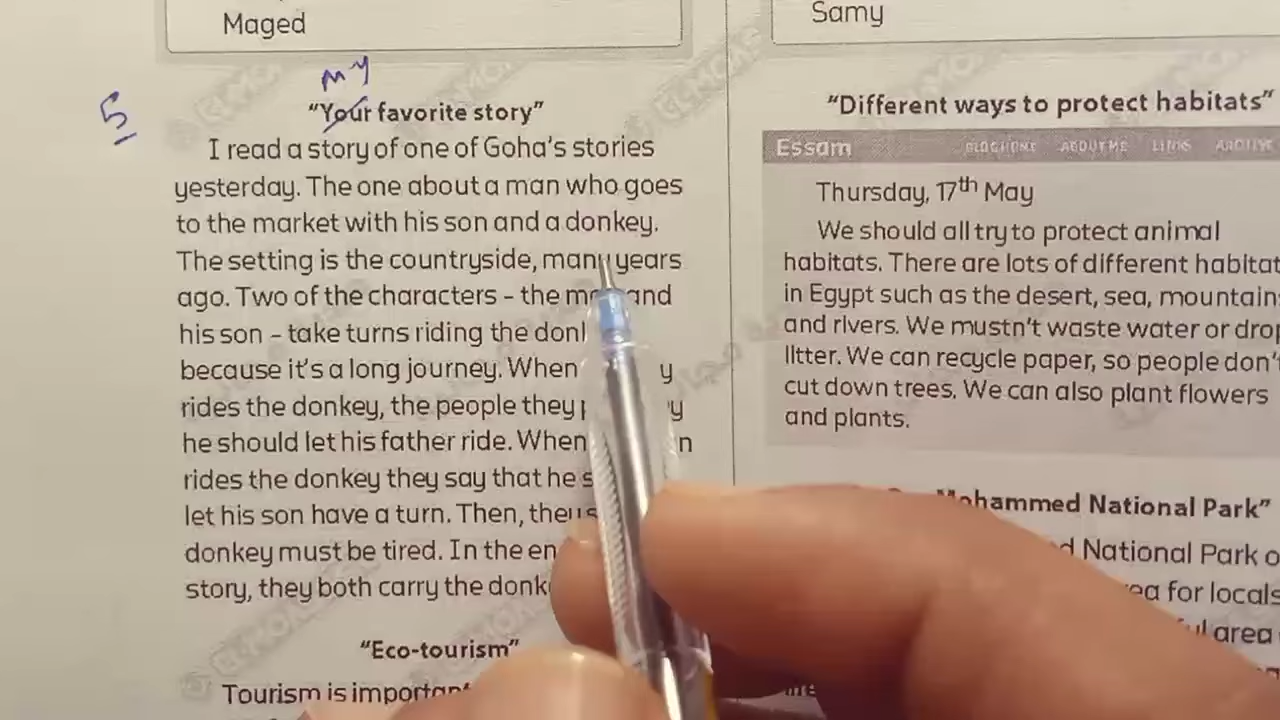 Maged
my
5
"Your favorite story"
I read a story of one of Goha's stories
yesterday. The one about a man who goes
to the market with his son and a donkey.
The setting is the countryside, many years
ago. Two of the characters - the and
his son - take turns riding the
because it's a long journey. When
rides the donkey, the people they
he should let his father ride. When
rides the donkey they say that he
let his son have a turn. Then,
donkey must be tired. In the
story, they both carry the
"Eco-tourism"
Tourism is
Samy
"Different ways to protect habitats"
Essam BLOG HOME ABOUT ME LINKS ARCHIVE
Thursday, 17th May
We should all try to protect animal
habitats. There are lots of different
in Egypt such as the desert, sea,
and rivers. We mustn't waste water or
litter. We can recycle paper, so people
cut down trees. We can also plant flowers
and plants.
Mohammed National Park"
National Park
for locals
area